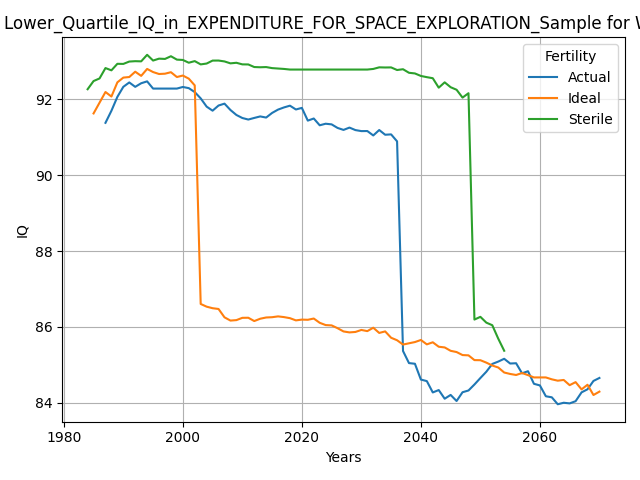 Lower_Quartile_IQ_in_EXPENDITURE_FOR_SPACE_EXPLORATION_Sample for
Fertility
Actual
Ideal
Sterile
92
90
88
86
84
IQ
1980
2000
2020
2040
2060
Years